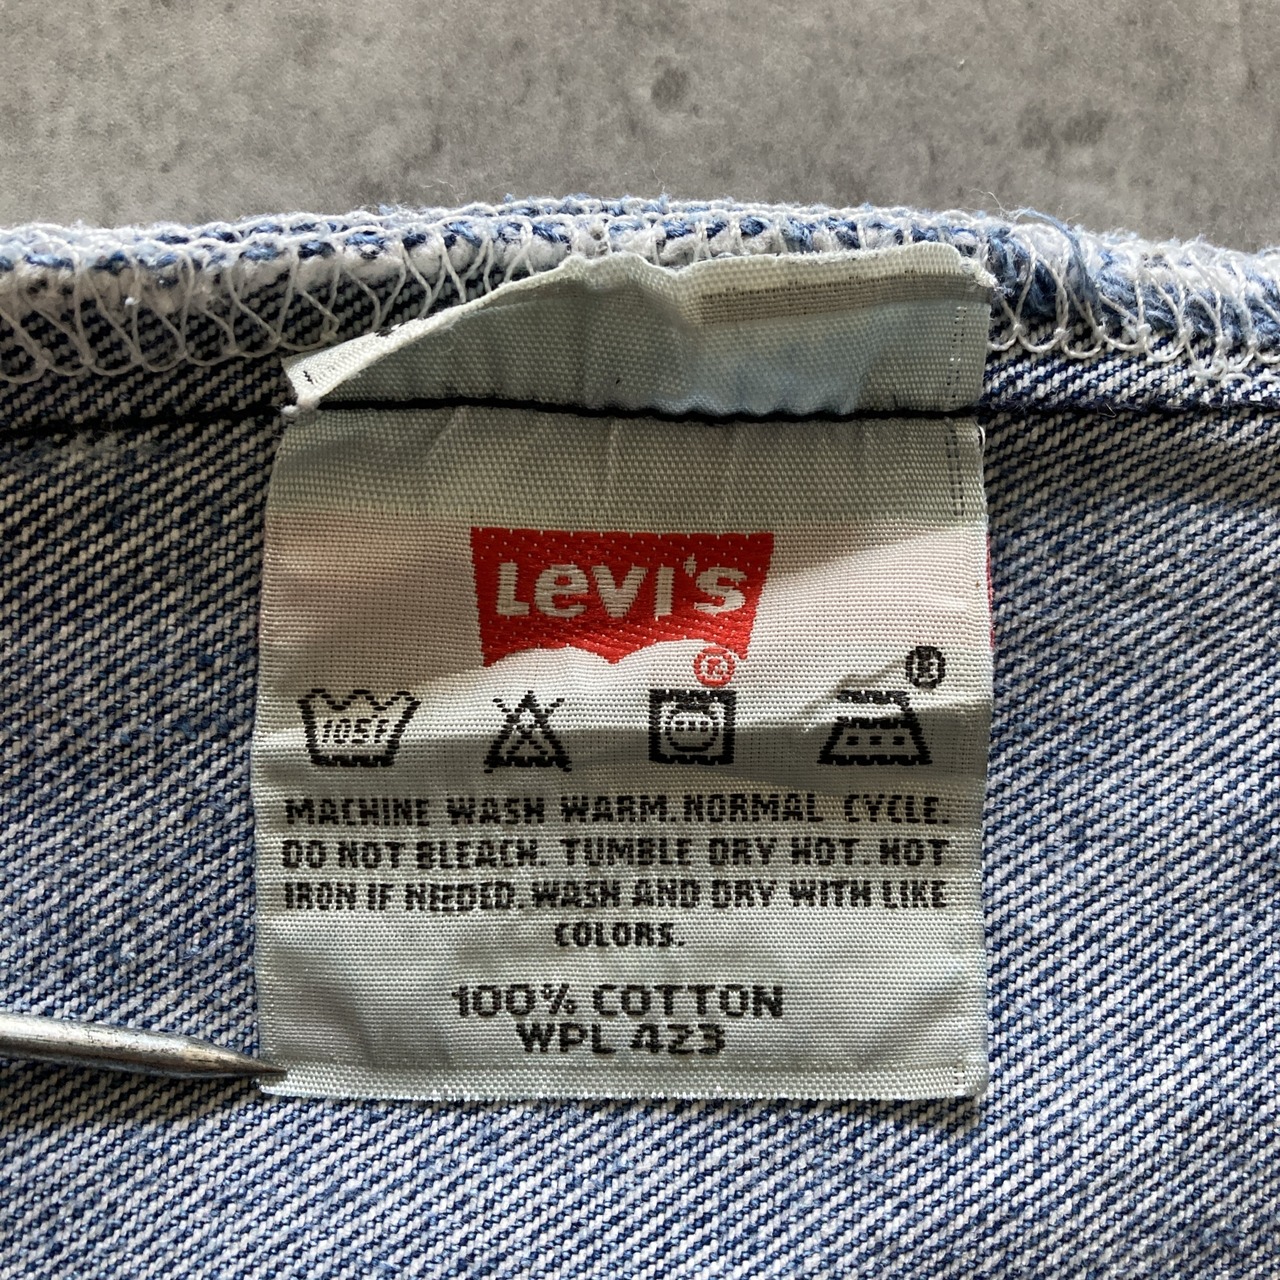 Levi's
®
®
105F
MACHINE WASH WARM. NORMAL CYCLE.
DO NOT BLEACH. TUMBLE DRY HOT. HOT
IRON IF NEEDED. WASH AND DRY WITH LIKE
COLORS.
100% COTTON
WPL 423